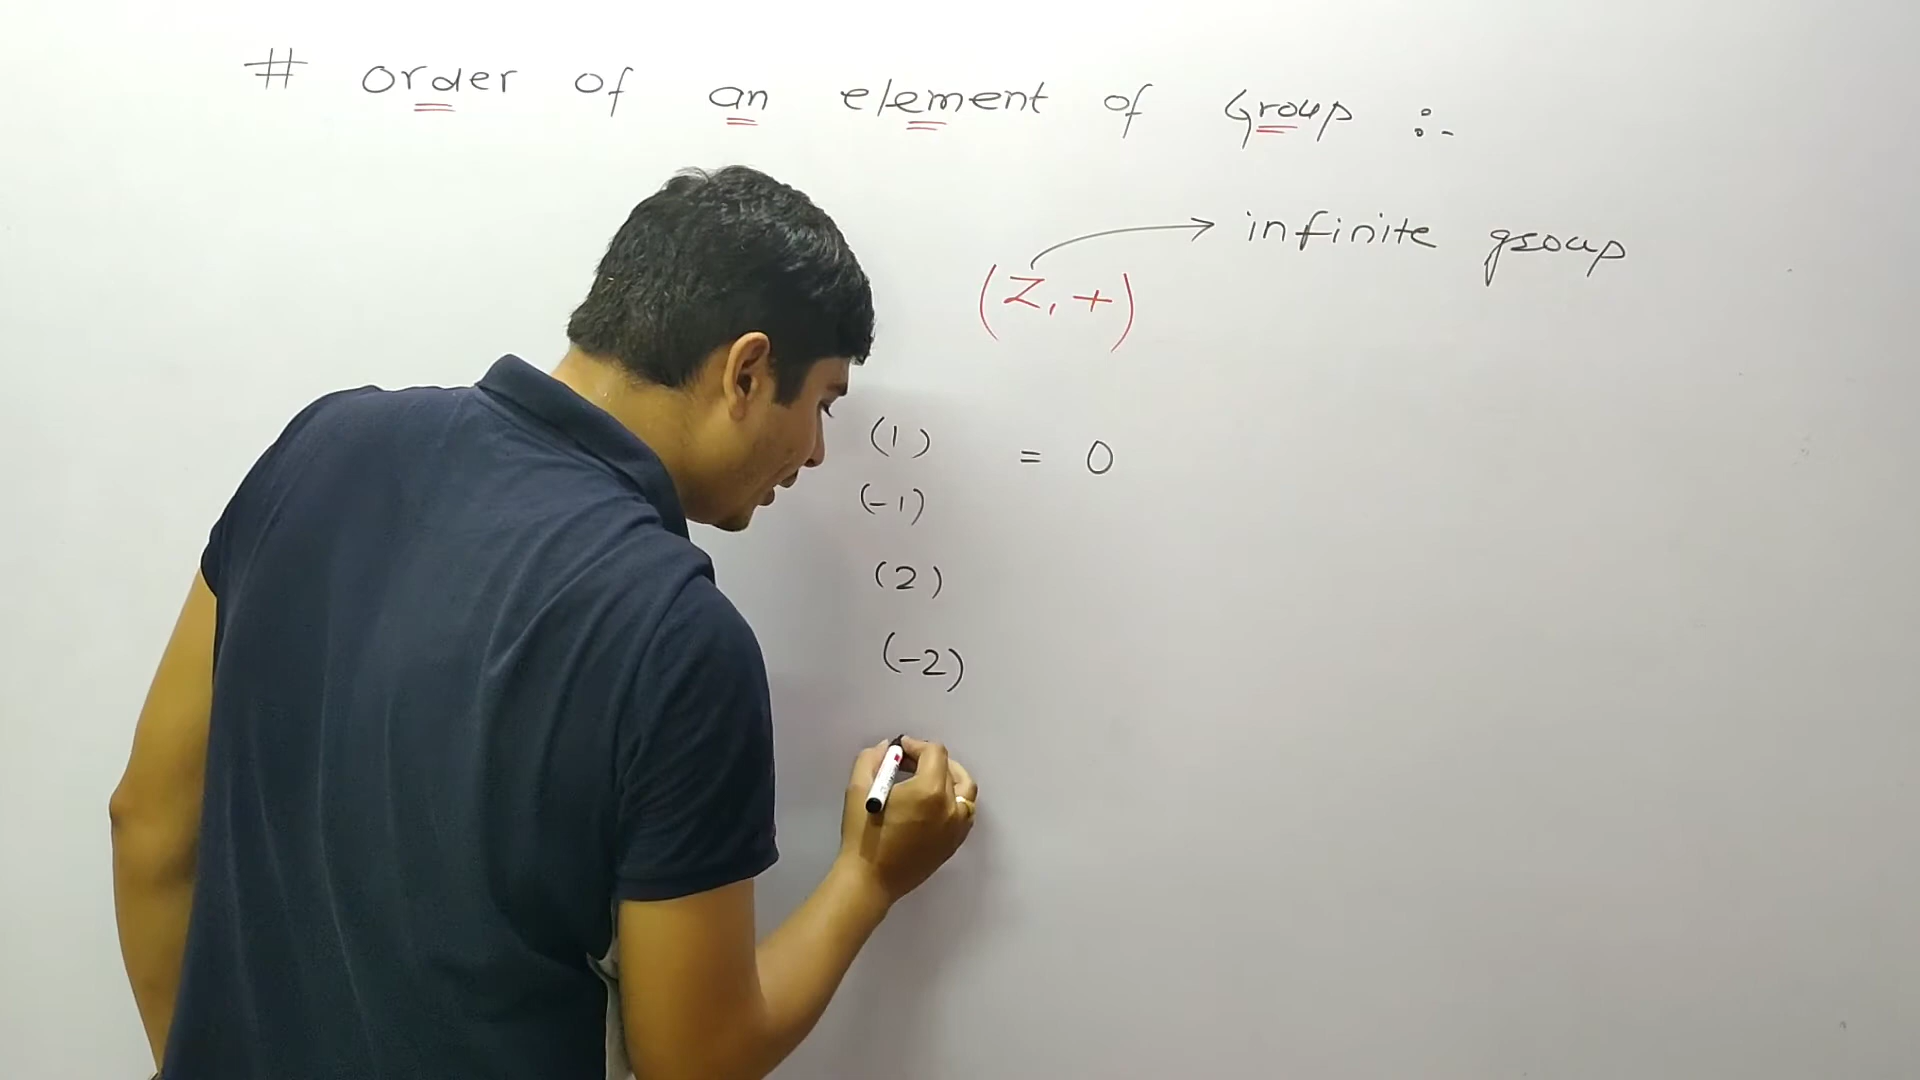 # order of an element of Group :-
infinite group
(Z, +)
(1) = 0
(-1)
(2)
(-2)